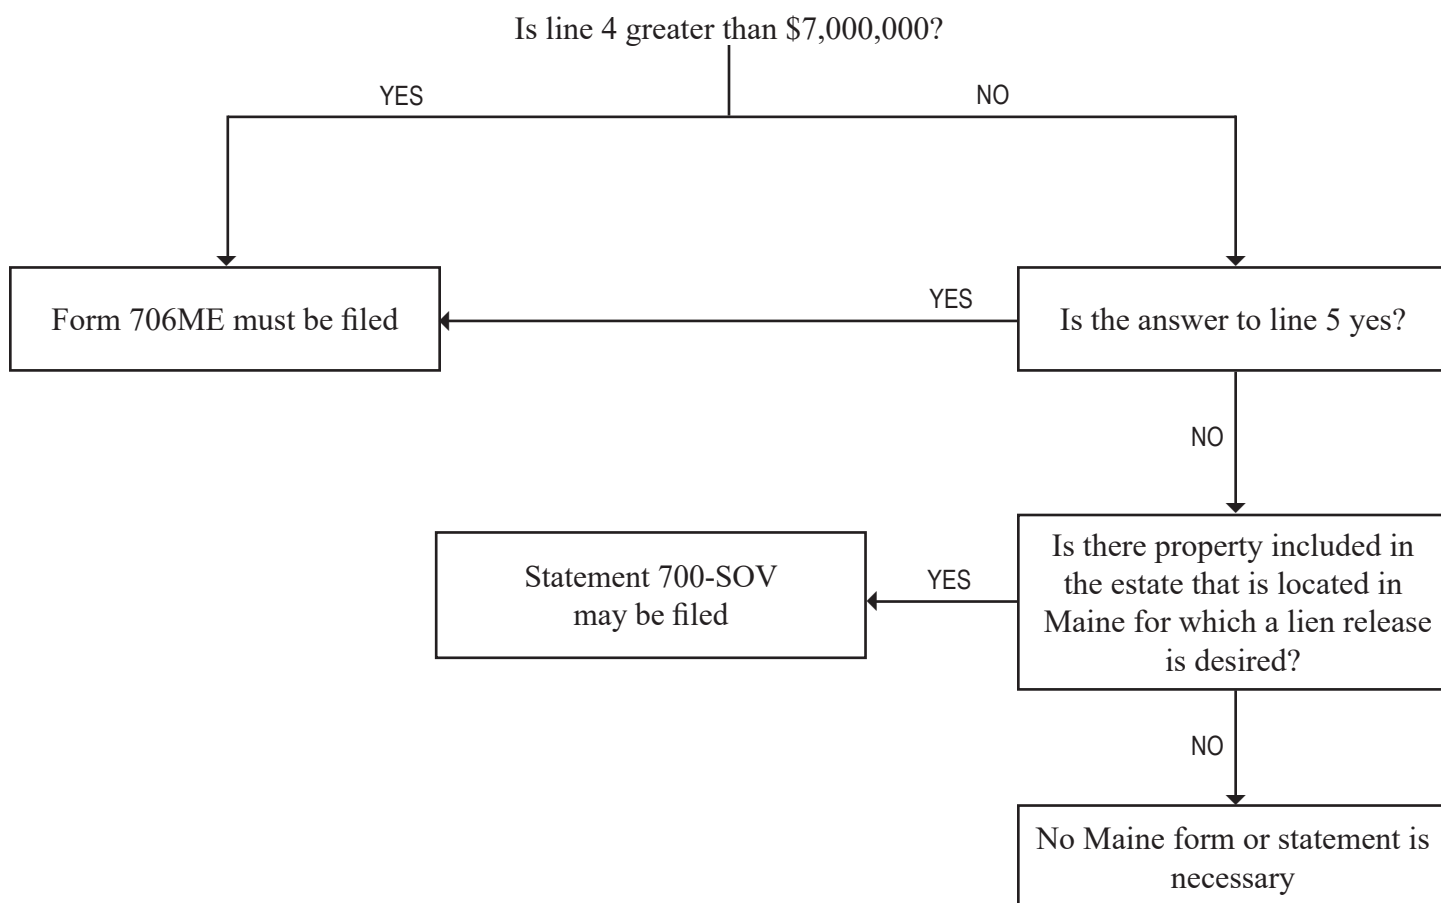 Is line 4 greater than $7,000,000?
YES
NO
Form 706ME must be filed
YES
Is the answer to line 5 yes?
NO
Statement 700-SOV
may be filed
YES
Is there property included in
the estate that is located in
Maine for which a lien release
is desired?
NO
No Maine form or statement is
necessary